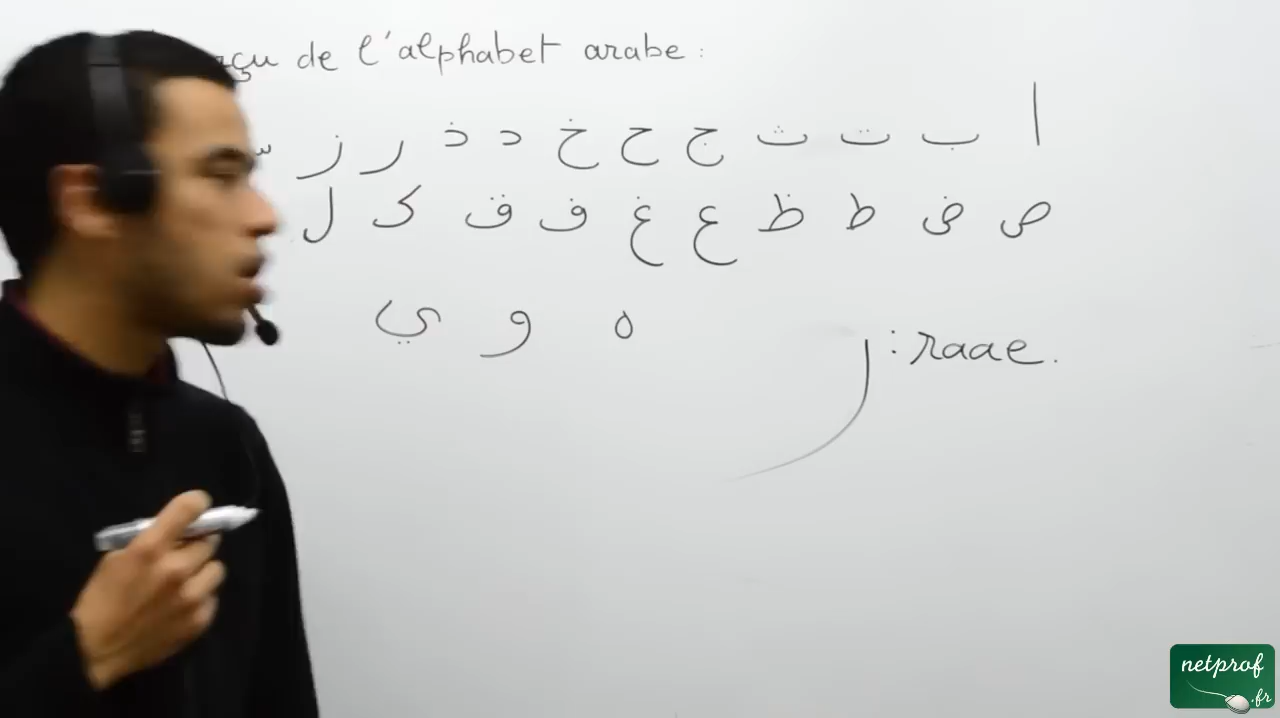 de l'alphabet arabe :
ا ب ت ث ج ح خ د ذ ر ز
ص ض ط ظ ع غ ف ق ك ل
ه و ي
ر : raae.
netprof
.fr